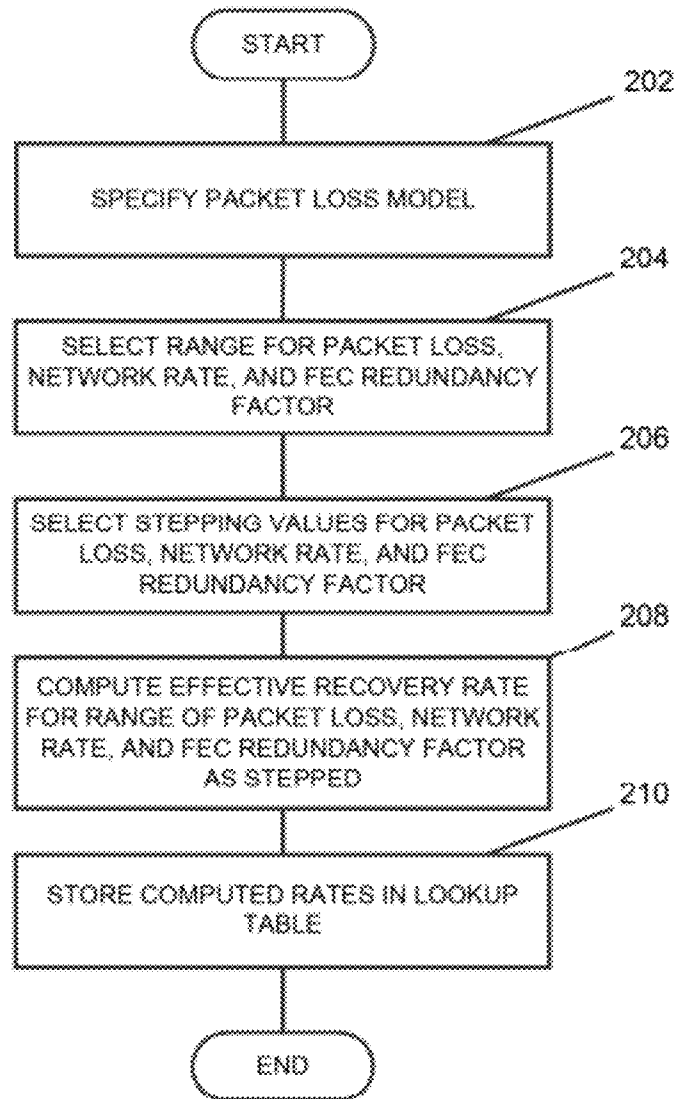 START
202
SPECIFY PACKET LOSS MODEL
204
SELECT RANGE FOR PACKET LOSS,
NETWORK RATE, AND FEC REDUNDANCY
FACTOR
206
SELECT STEPPING VALUES FOR PACKET
LOSS, NETWORK RATE, AND FEC
REDUNDANCY FACTOR
208
COMPUTE EFFECTIVE RECOVERY RATE
FOR RANGE OF PACKET LOSS, NETWORK
RATE, AND FEC REDUNDANCY FACTOR
AS STEPPED
210
STORE COMPUTED RATES IN LOOKUP
TABLE
END